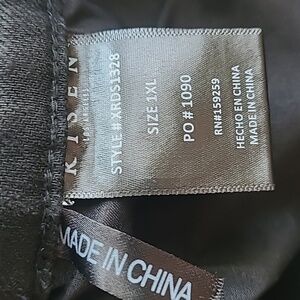 RISEN
STYLE # XRDS1328
SIZE 1XL
PO # 1090
RN#159259
HECHO EN CHINA
MADE IN CHINA
MADE IN CHINA